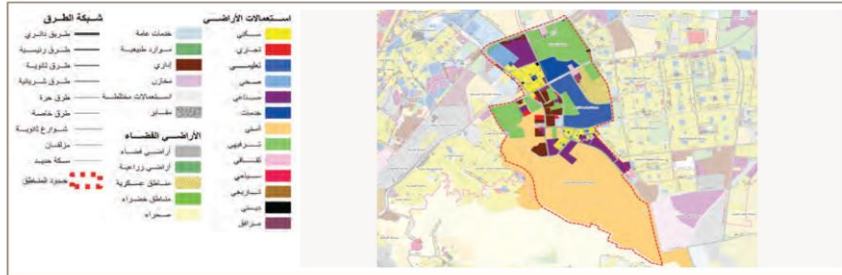 استعمالات الأراضي
سكني
تجاري
تعليمي
صحي
صناعي
خدمات
أمني
ترفيهي
ثقافي
سياحي
تاريخي
ديني
مرافق
خدمات عامة
موارد طبيعية
إداري
مخازن
استعمالات مختلطة
مقابر
الأراضي الفضاء
أراضي فضاء
أراضي زراعية
مناطق عسكرية
مناطق خضراء
صحراء
شبكة الطرق
طريق دائري
طرق رئيسية
طرق ثانوية
طرق شريانية
طرق حرة
طرق خاصة
شوارع ثانوية
مزلقان
سكة حديد
حدود المناطق